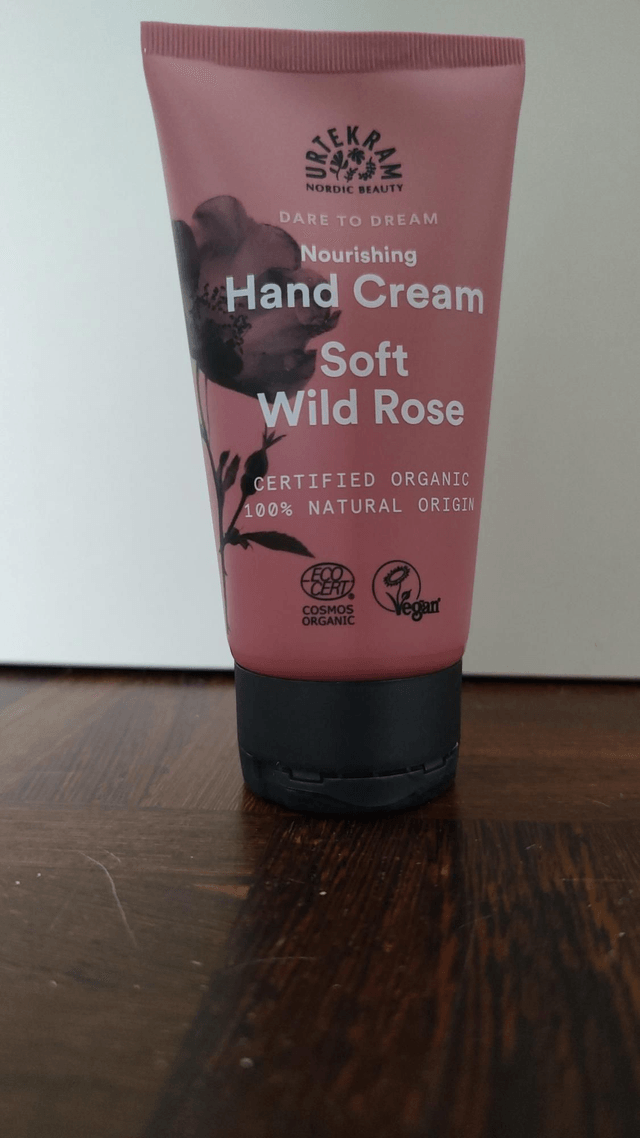 URTEKRAM
NORDIC BEAUTY
DARE TO DREAM
Nourishing
Hand Cream
Soft
Wild Rose
CERTIFIED ORGANIC
100% NATURAL ORIGIN
ECO
CERT®
COSMOS
ORGANIC
Vegan